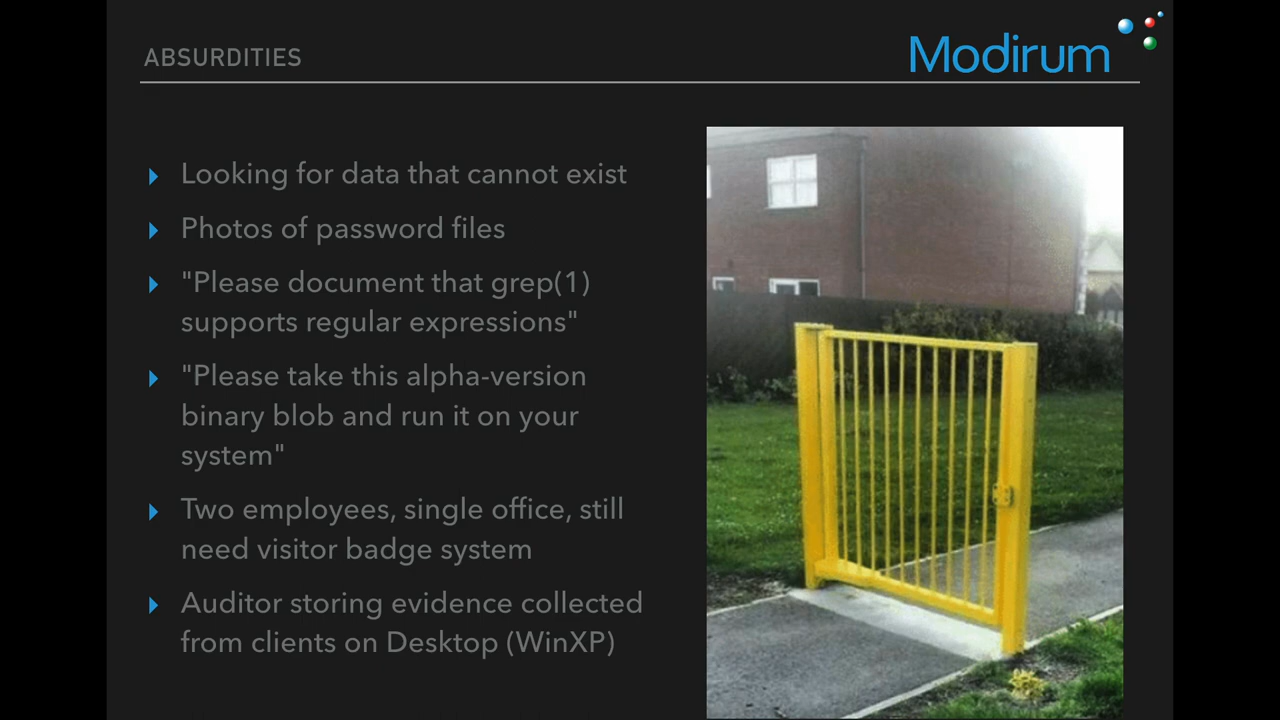 ABSURDITIES
Modirum
Looking for data that cannot exist
Photos of password files
"Please document that grep(1)
supports regular expressions"
"Please take this alpha-version
binary blob and run it on your
system"
Two employees, single office, still
need visitor badge system
Auditor storing evidence collected
from clients on Desktop (WinXP)